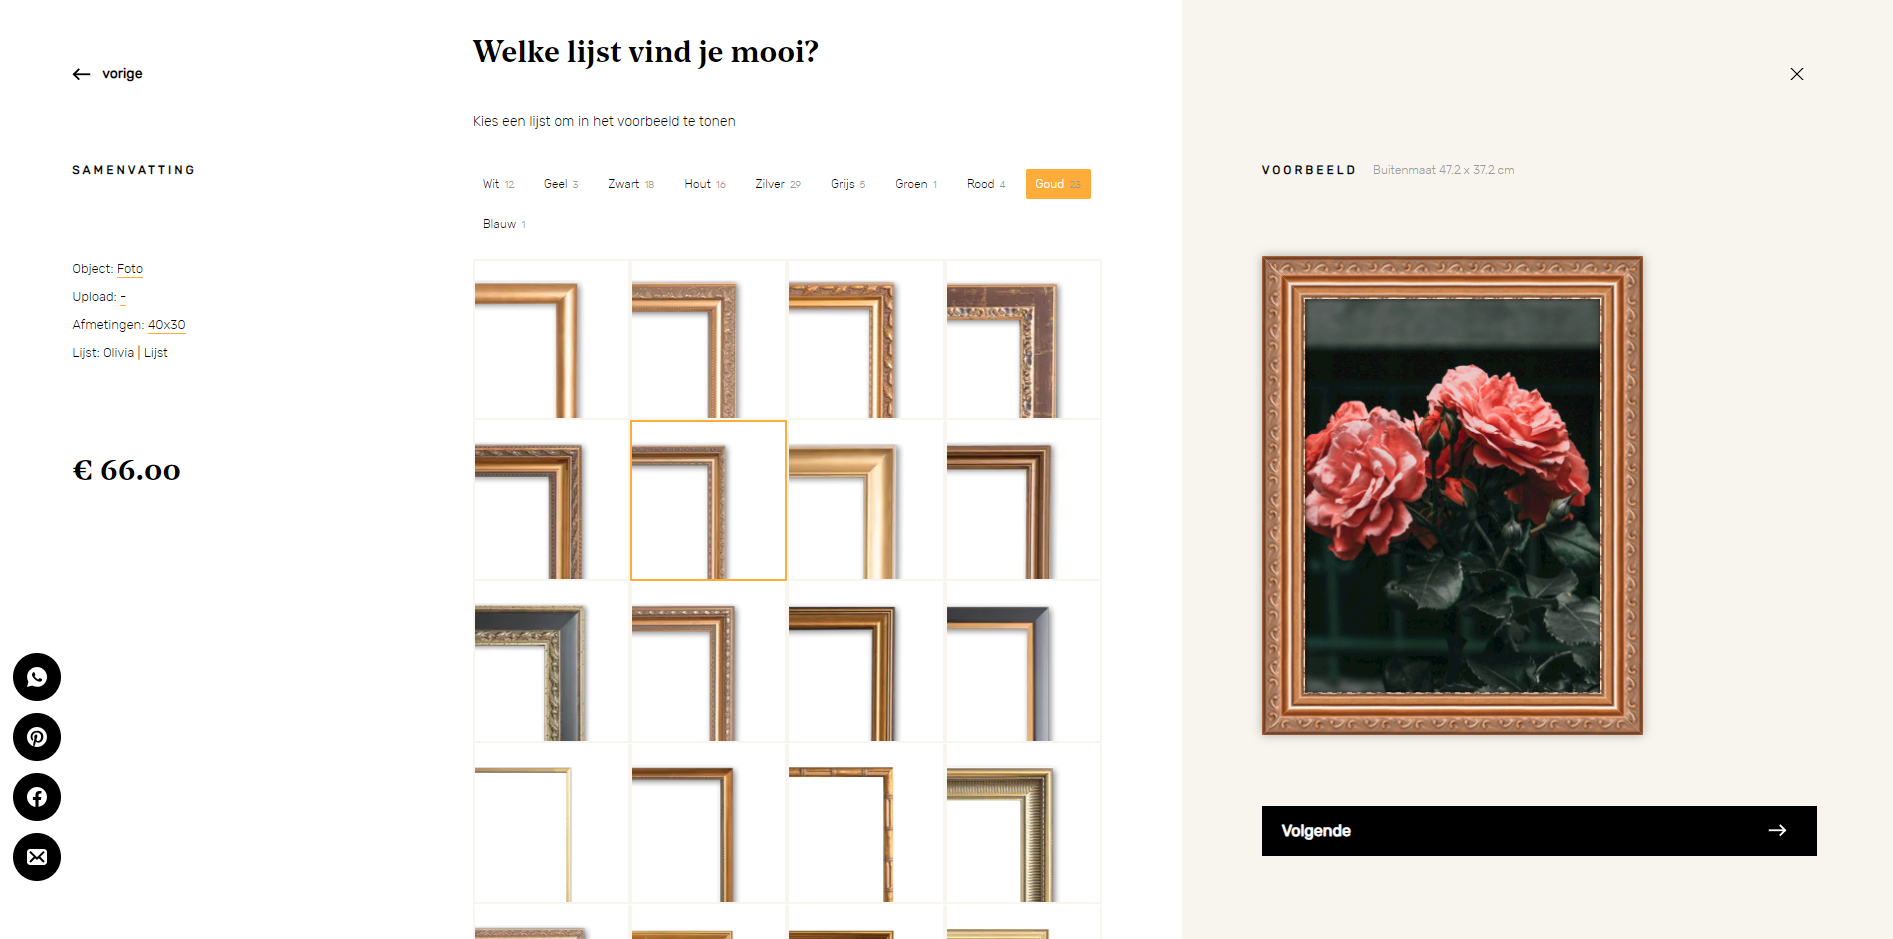 vorige
SAMENVATTING
Object: Foto
Upload: -
Afmetingen: 40x30
Lijst: Olivia | Lijst
€ 66.00
Welke lijst vind je mooi?
Kies een lijst om in het voorbeeld te tonen
Wit 12 Geel 3 Zwart 18 Hout 16 Zilver 29 Grijs 5 Groen 1 Rood 4 Goud 23
Blauw 1
VOORBEELD Buitenmaat 47.2 x 37.2 cm
Volgende